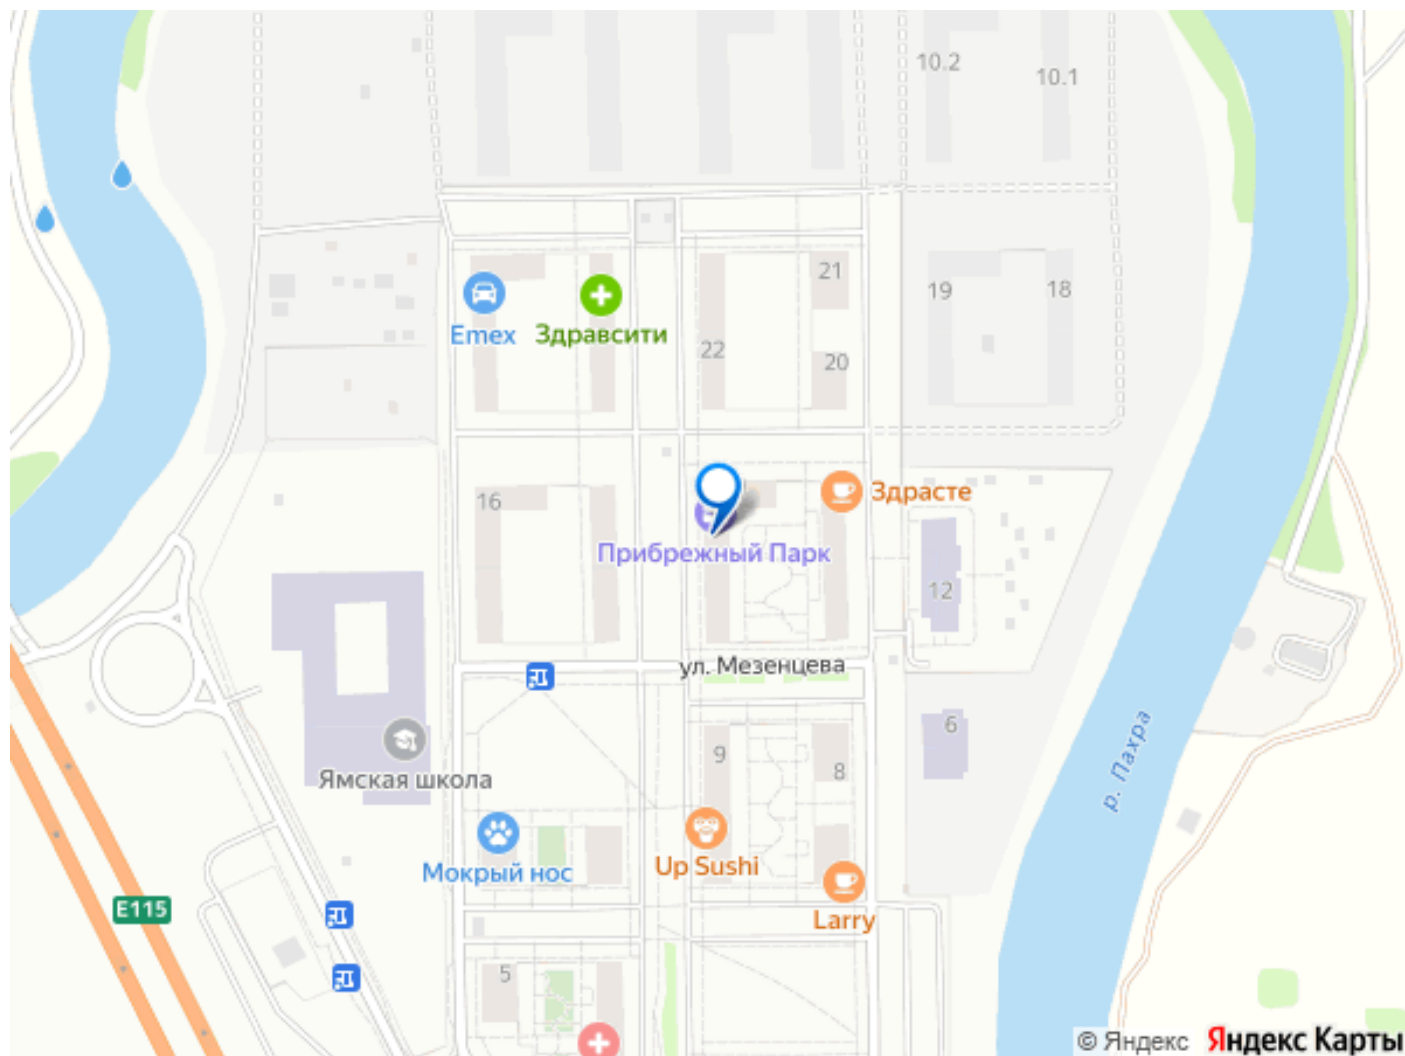 10.2
10.1
21
19
18
Emex
Здравсити
22
20
16
Здрасте
Прибрежный Парк
12
ул. Мезенцева
6
9
8
р. Пахра
Ямская школа
Up Sushi
Мокрый нос
E115
Larry
5
© Яндекс Яндекс Карты